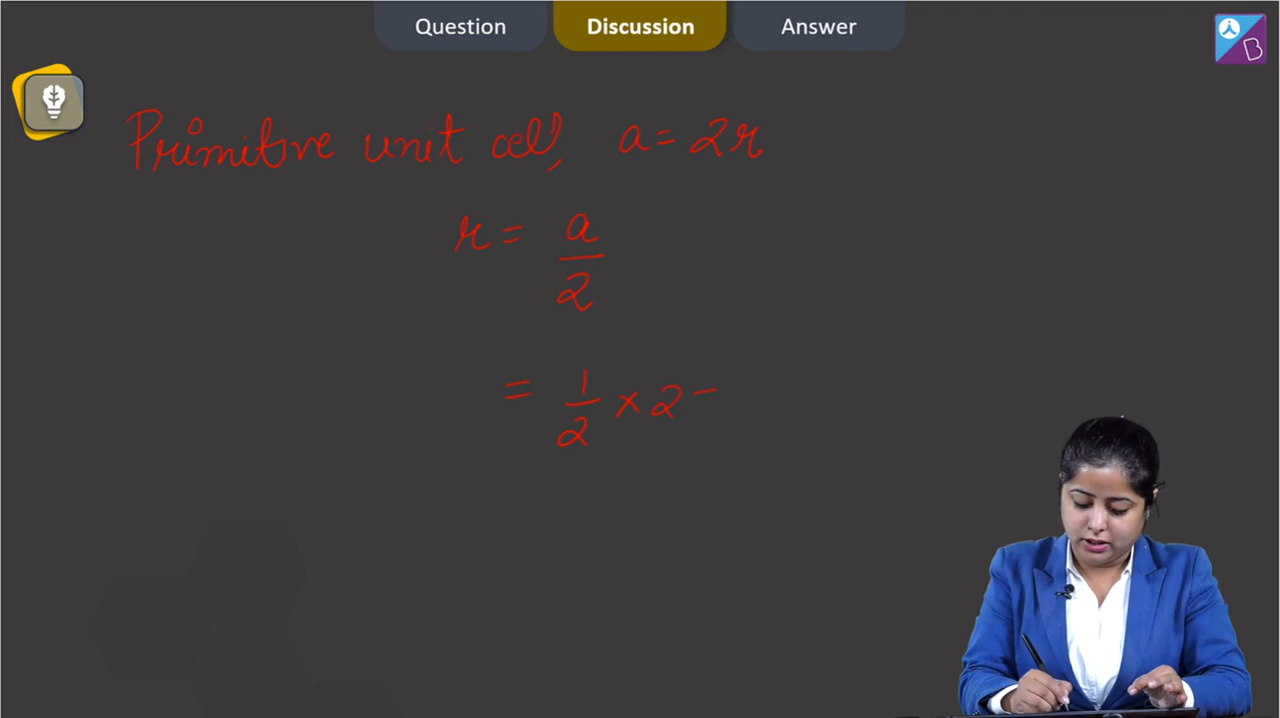 Question Discussion Answer
B
Primitive unit cell, a = 2r
r = a/2
= 1/2 × 2 -